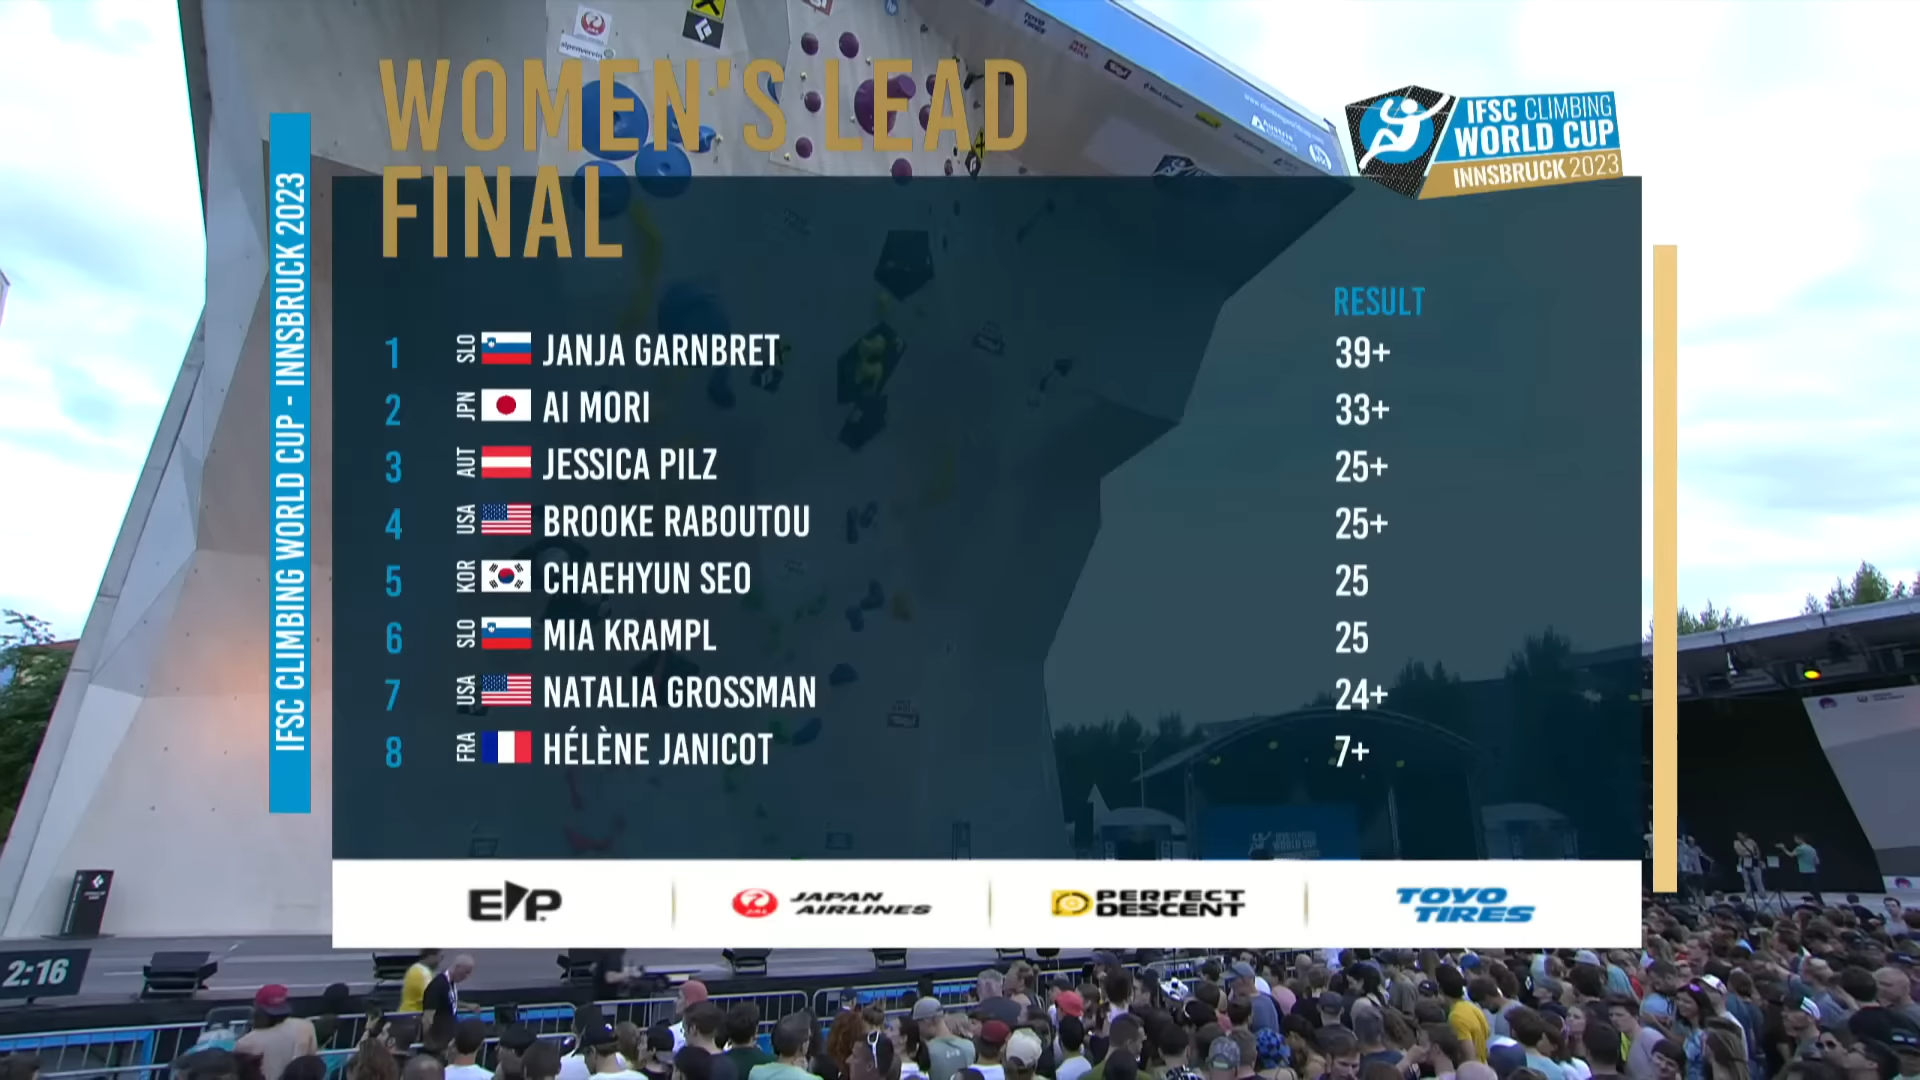 WOMEN'S LEAD
FINAL
IFSC CLIMBING
WORLD CUP
INNSBRUCK 2023
IFSC CLIMBING WORLD CUP - INNSBRUCK 2023
RESULT
1 SLO JANJA GARNBRET 39+
2 JPN AI MORI 33+
3 AUT JESSICA PILZ 25+
4 USA BROOKE RABOUTOU 25+
5 KOR CHAEHYUN SEO 25
6 SLO MIA KRAMPL 25
7 USA NATALIA GROSSMAN 24+
8 FRA HÉLÈNE JANICOT 7+
EP
JAPAN
AIRLINES
PERFECT
DESCENT
TOYO
TIRES
2:16
alpenverein